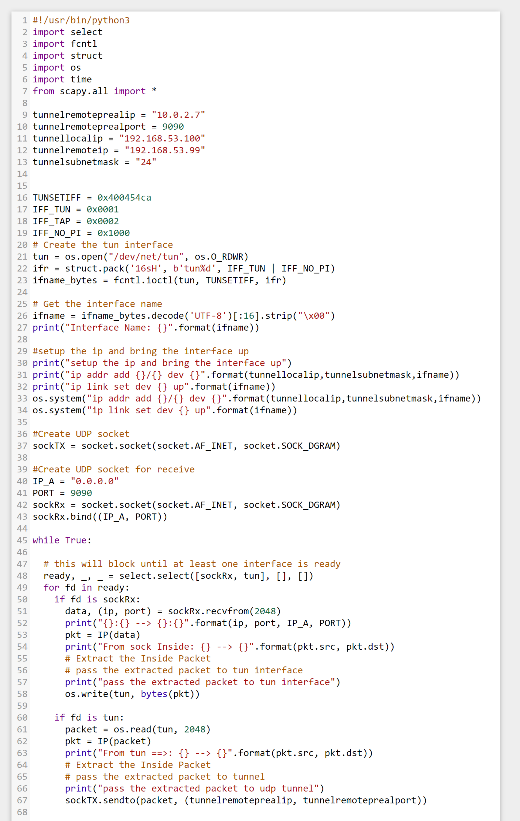 1 #!/usr/bin/python3
2 import select
3 import fcntl
4 import struct
5 import os
6 import time
7 from scapy.all import *
8
9 tunnelremoteprealip = "10.0.2.7"
10 tunnelremoteprealport = 9090
11 tunnellocalip = "192.168.53.100"
12 tunnelremoteip = "192.168.53.99"
13 tunnelsubnetmask = "24"
14
15
16 TUNSETIFF = 0x400454ca
17 IFF_TUN = 0x0001
18 IFF_TAP = 0x0002
19 IFF_NO_PI = 0x1000
20 # Create the tun interface
21 tun = os.open("/dev/net/tun", os.O_RDWR)
22 ifr = struct.pack('16sH', b'tun%d', IFF_TUN | IFF_NO_PI)
23 ifname_bytes = fcntl.ioctl(tun, TUNSETIFF, ifr)
24
25 # Get the interface name
26 ifname = ifname_bytes.decode('UTF-8')[:16].strip("\x00")
27 print("Interface Name: {}".format(ifname))
28
29 #setup the ip and bring the interface up
30 print("setup the ip and bring the interface up")
31 print("ip addr add {}/{} dev {}".format(tunnellocalip,tunnelsubnetmask,ifname))
32 print("ip link set dev {} up".format(ifname))
33 os.system("ip addr add {}/{} dev {}".format(tunnellocalip,tunnelsubnetmask,ifname))
34 os.system("ip link set dev {} up".format(ifname))
35
36 #Create UDP socket
37 sockTX = socket.socket(socket.AF_INET, socket.SOCK_DGRAM)
38
39 #Create UDP socket for receive
40 IP_A = "0.0.0.0"
41 PORT = 9090
42 sockRx = socket.socket(socket.AF_INET, socket.SOCK_DGRAM)
43 sockRx.bind((IP_A, PORT))
44
45 while True:
46
47 # this will block until at least one interface is ready
48 ready, _, _ = select.select([sockRx, tun], [], [])
49 for fd in ready:
50 if fd is sockRx:
51 data, (ip, port) = sockRx.recvfrom(2048)
52 print("{}:{} --> {}:{}".format(ip, port, IP_A, PORT))
53 pkt = IP(data)
54 print("From sock Inside: {} --> {}".format(pkt.src, pkt.dst))
55 # Extract the Inside Packet
56 # pass the extracted packet to tun interface
57 print("pass the extracted packet to tun interface")
58 os.write(tun, bytes(pkt))
59
60 if fd is tun:
61 packet = os.read(tun, 2048)
62 pkt = IP(packet)
63 print("From tun ==>: {} --> {}".format(pkt.src, pkt.dst))
64 # Extract the Inside Packet
65 # pass the extracted packet to tunnel
66 print("pass the extracted packet to udp tunnel")
67 sockTX.sendto(packet, (tunnelremoteprealip, tunnelremoteprealport))
68